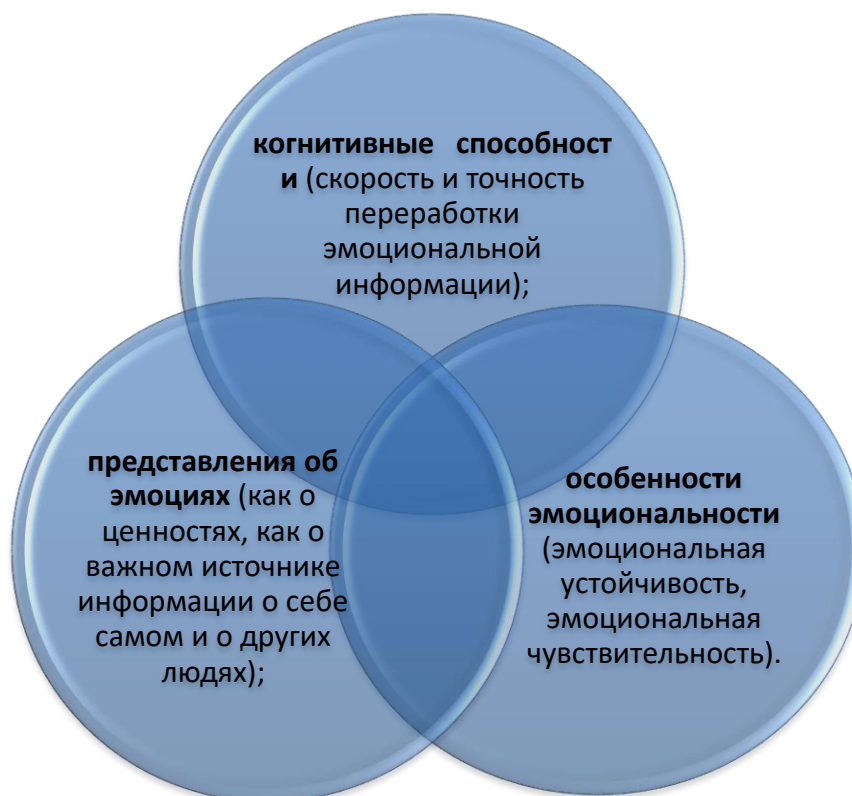 когнитивные способност
и (скорость и точность
переработки
эмоциональной
информации);
представления об
эмоциях (как о
ценностях, как о
важном источнике
информации о себе
самом и о других
людях);
особенности
эмоциональности
(эмоциональная
устойчивость,
эмоциональная
чувствительность).